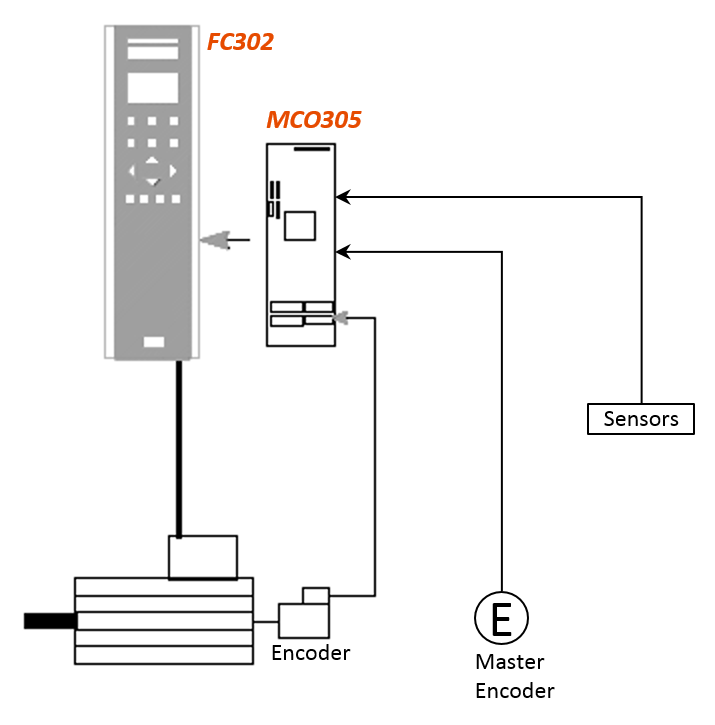 FC302
MCO305
Sensors
E
Encoder
Master
Encoder